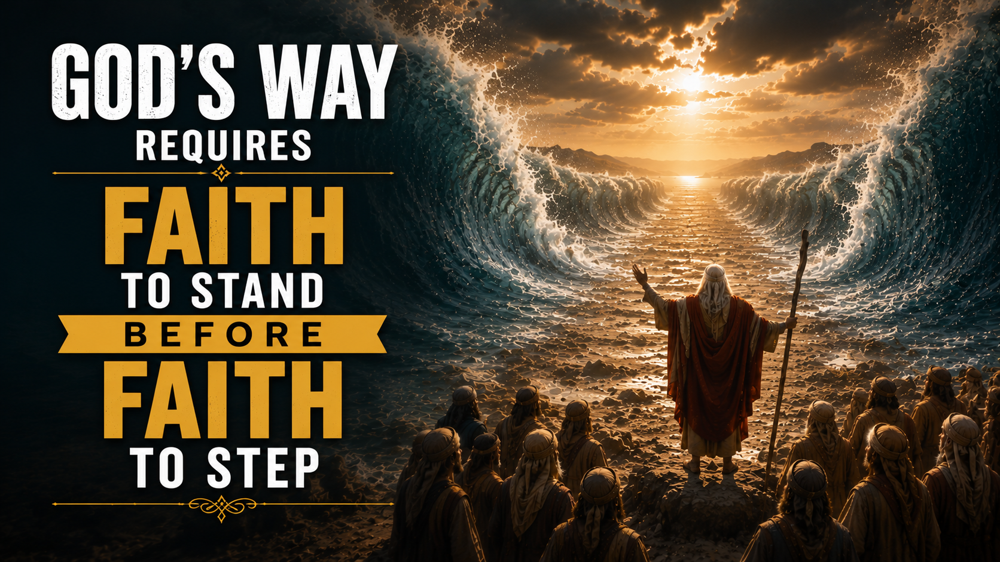 GOD'S WAY
REQUIRES
FAITH
TO STAND
BEFORE
FAITH
TO STEP